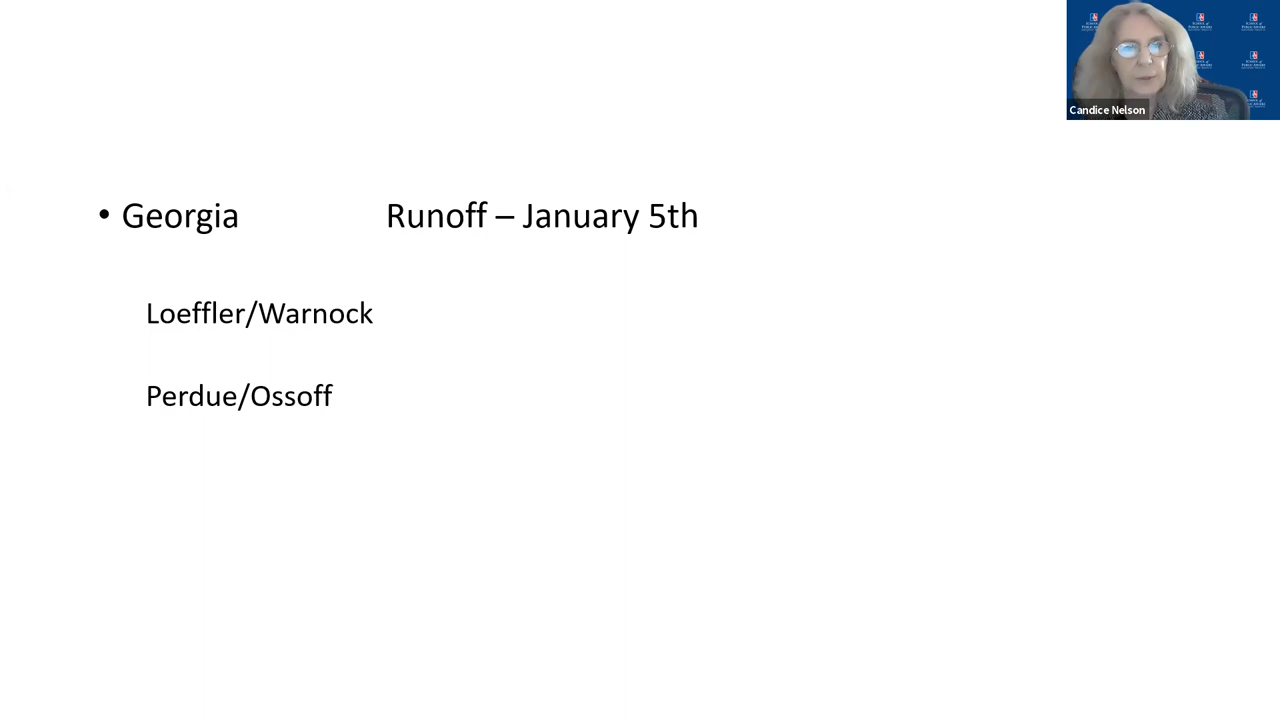 Candice Nelson
• Georgia Runoff – January 5th
Loeffler/Warnock
Perdue/Ossoff